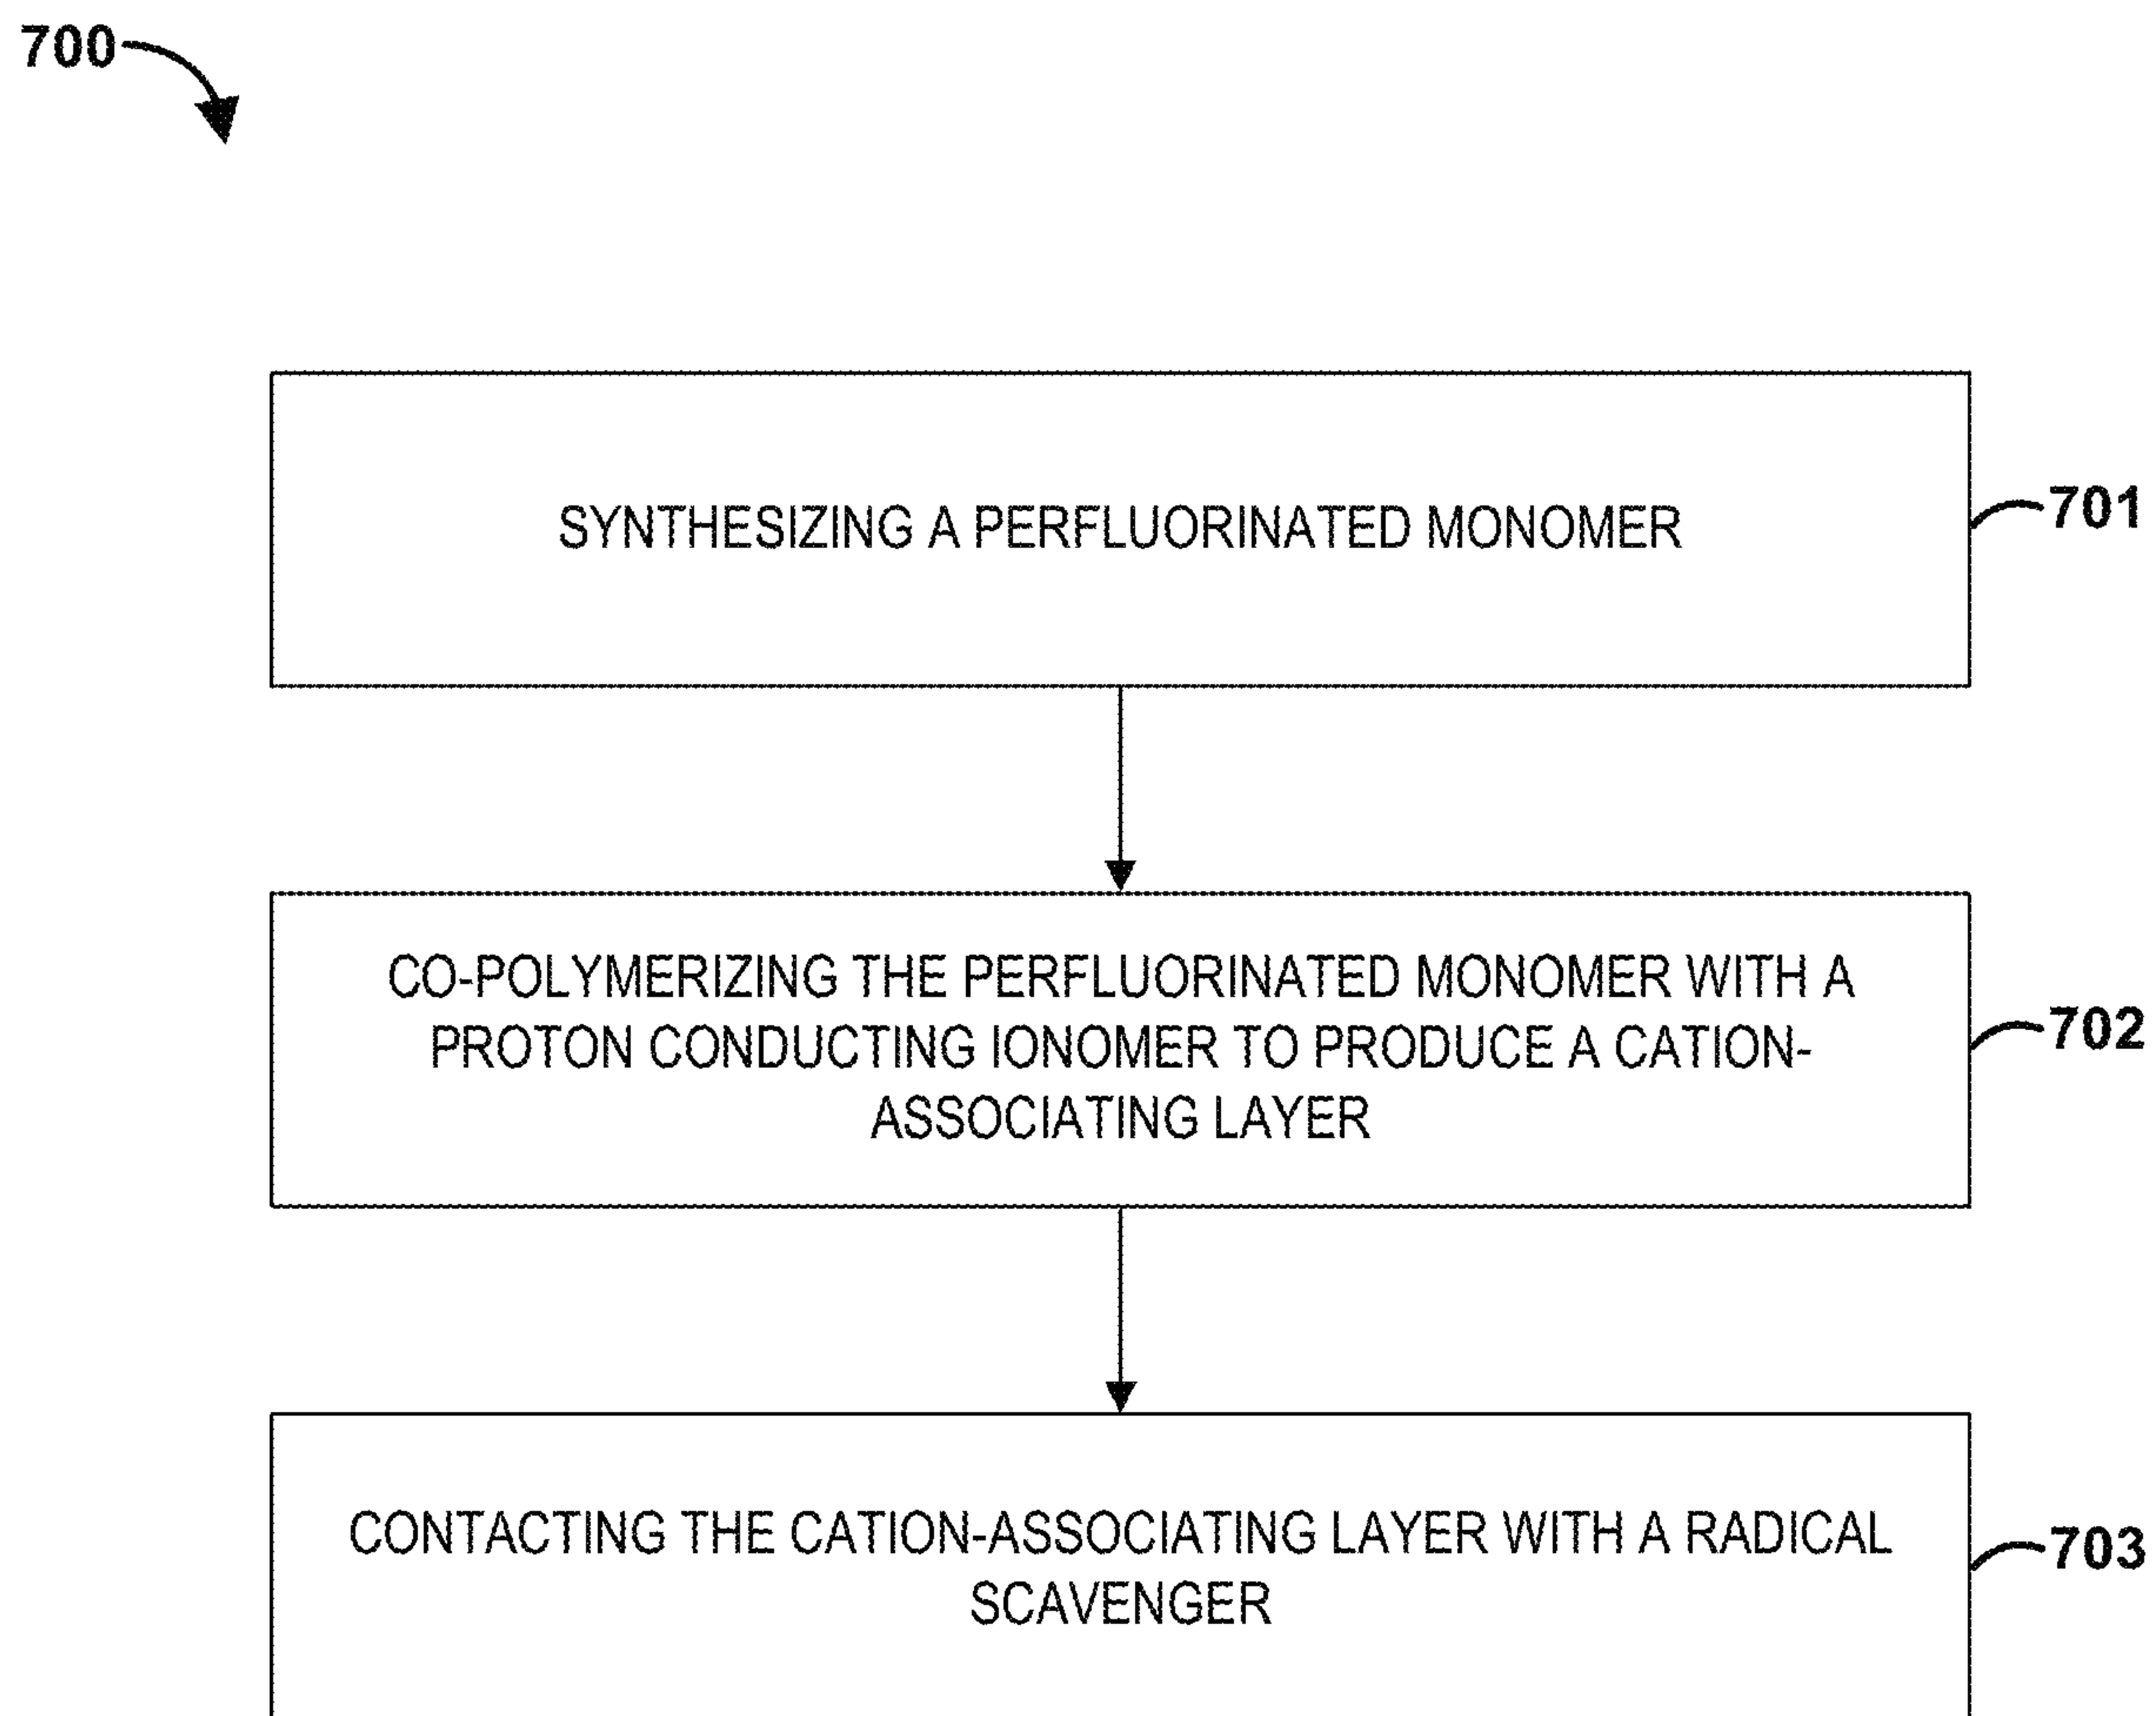 700
SYNTHESIZING A PERFLUORINATED MONOMER
701
CO-POLYMERIZING THE PERFLUORINATED MONOMER WITH A
PROTON CONDUCTING IONOMER TO PRODUCE A CATION-
ASSOCIATING LAYER
702
CONTACTING THE CATION-ASSOCIATING LAYER WITH A RADICAL
SCAVENGER
703